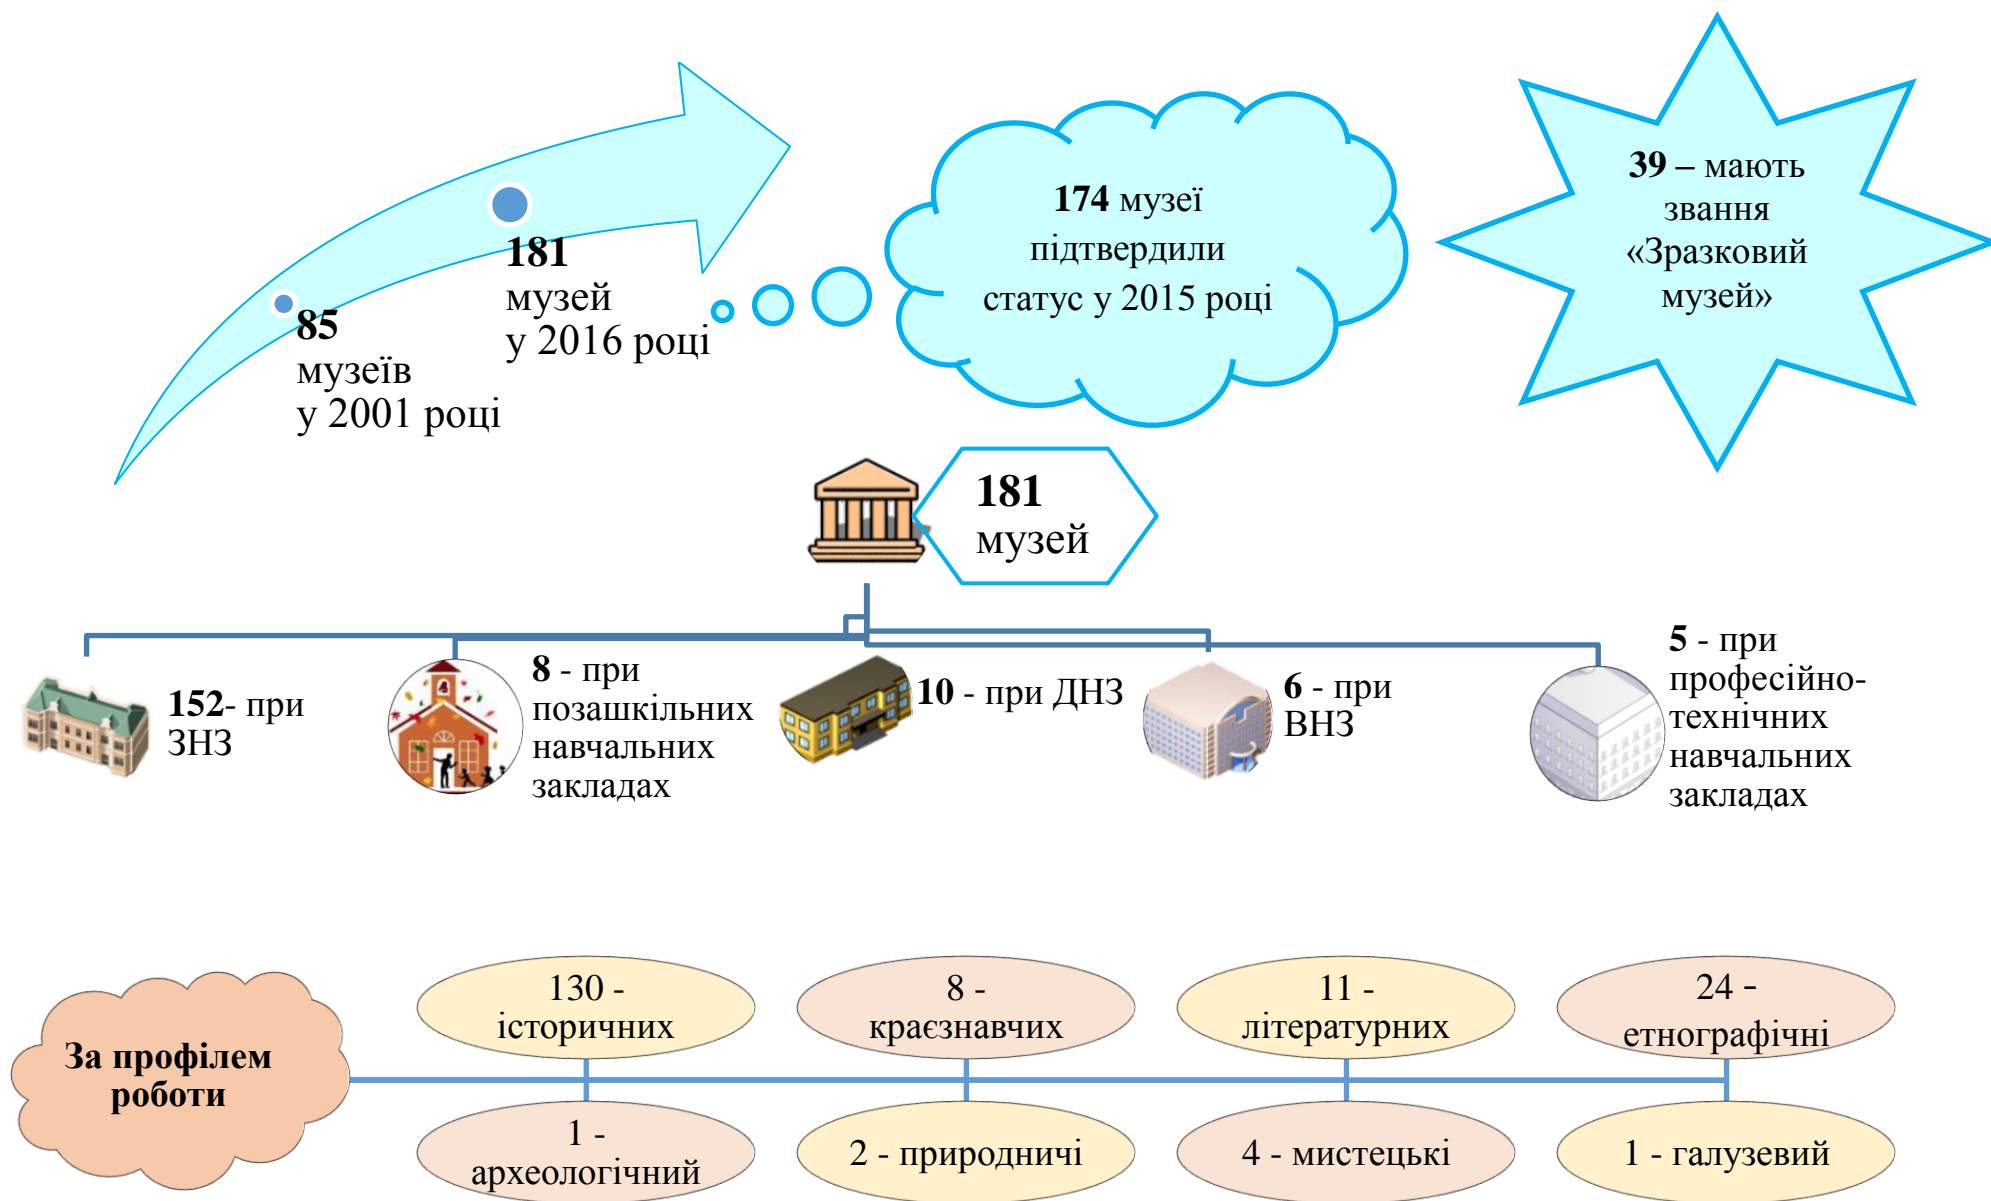 85
музеїв
у 2001 році
181
музей
у 2016 році
174 музеї
підтвердили
статус у 2015 році
39 – мають
звання
«Зразковий
музей»
181
музей
152- при
ЗНЗ
8 - при
позашкільних
навчальних
закладах
10 - при ДНЗ
6 - при
ВНЗ
5 - при
професійно-
технічних
навчальних
закладах
За профілем
роботи
130 -
історичних
8 -
краєзнавчих
11 -
літературних
24 -
етнографічні
1 -
археологічний
2 - природничі
4 - мистецькі
1 - галузевий